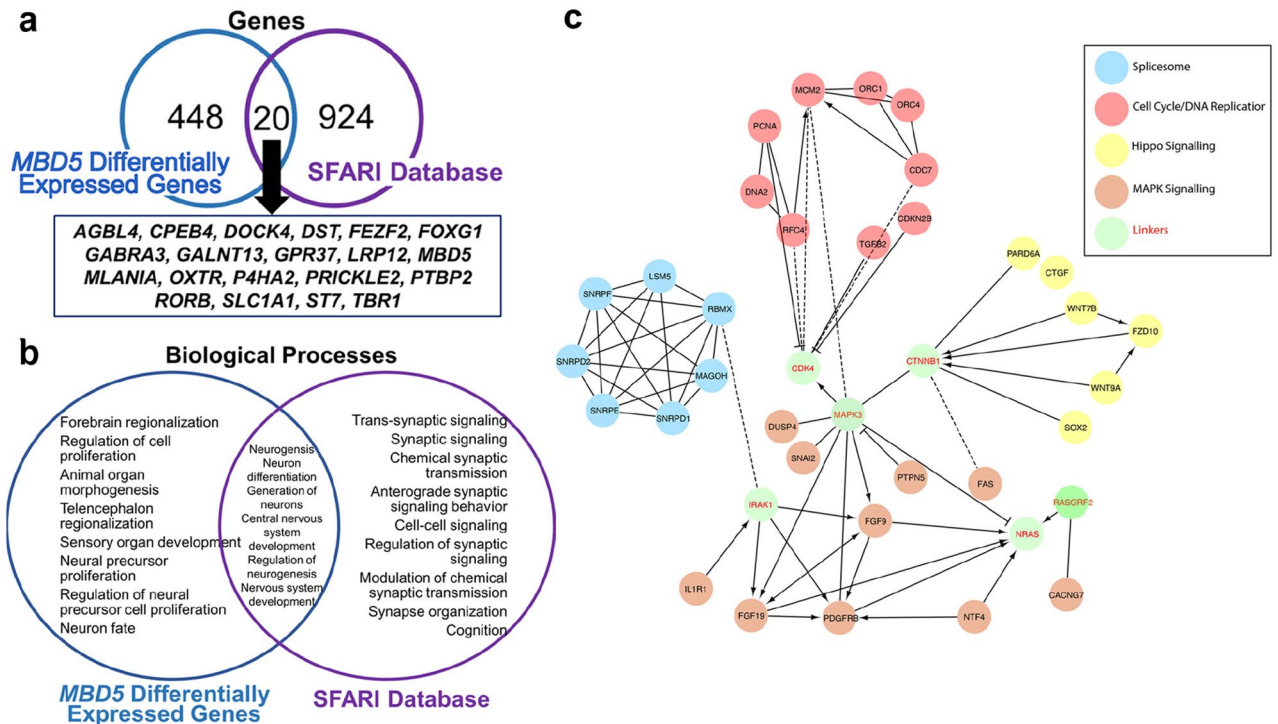 a
Genes
448
20
924
MBD5 Differentially
Expressed Genes
SFARI Database
AGBL4, CPEB4, DOCK4, DST, FEZF2, FOXG1
GABRA3, GALNT13, GPR37, LRP12, MBD5
MLANIA, OXTR, P4HA2, PRICKLE2, PTBP2
RORB, SLC1A1, ST7, TBR1
b
Biological Processes
Forebrain regionalization
Regulation of cell
proliferation
Animal organ
morphogenesis
Telencephalon
regionalization
Sensory organ development
Neural precursor
proliferation
Regulation of neural
precursor cell proliferation
Neuron fate
Neurogensis
Neuron
differentiation
Generation of
neurons
Central nervous
system
development
Regulation of
neurogenesis
Nervous system
development
Trans-synaptic signaling
Synaptic signaling
Chemical synaptic
transmission
Anterograde synaptic
signaling behavior
Cell-cell signaling
Regulation of synaptic
signaling
Modulation of chemical
synaptic transmission
Synapse organization
Cognition
MBD5 Differentially
Expressed Genes
SFARI Database
c
Splicesome
Cell Cycle/DNA Replicatior
Hippo Signalling
MAPK Signalling
Linkers
MCM2
ORC1
ORC4
PCNA
CDC7
DNA2
RFC4
CDKN2B
TGFB2
PARD6A
CTGF
LSM5
SNRPF
RBMX
WNT7B
FZD10
SNRPD2
CDK4
CTNNB1
MAGOH
WNT9A
SNRPE
SNRPD1
MAPK3
DUSP4
SOX2
SNAI2
PTPN5
FAS
IRAK1
RASGRF2
FGF9
NRAS
IL1R1
CACNG7
FGF19
PDGFRB
NTF4